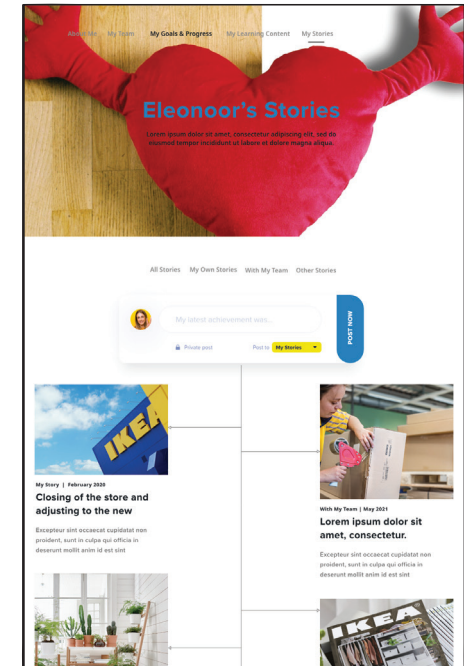 About Me My Team My Goals & Progress My Learning Content My Stories
Eleonoor's Stories
Lorem ipsum dolor sit amet, consectetur adipiscing elit, sed do
eiusmod tempor incididunt ut labore et dolore magna aliqua.
All Stories My Own Stories With My Team Other Stories
My latest achievement was...
POST NOW
Private post Post to My Stories
IKEA
My Story | February 2020
Closing of the store and
adjusting to the new
Excepteur sint occaecat cupidatat non
proident, sunt in culpa qui officia in
deserunt mollit anim id est sint
With My Team | May 2021
Lorem ipsum dolor sit
amet, consectetur.
Excepteur sint occaecat cupidatat non
proident, sunt in culpa qui officia in
deserunt mollit anim id est sint
IKEA